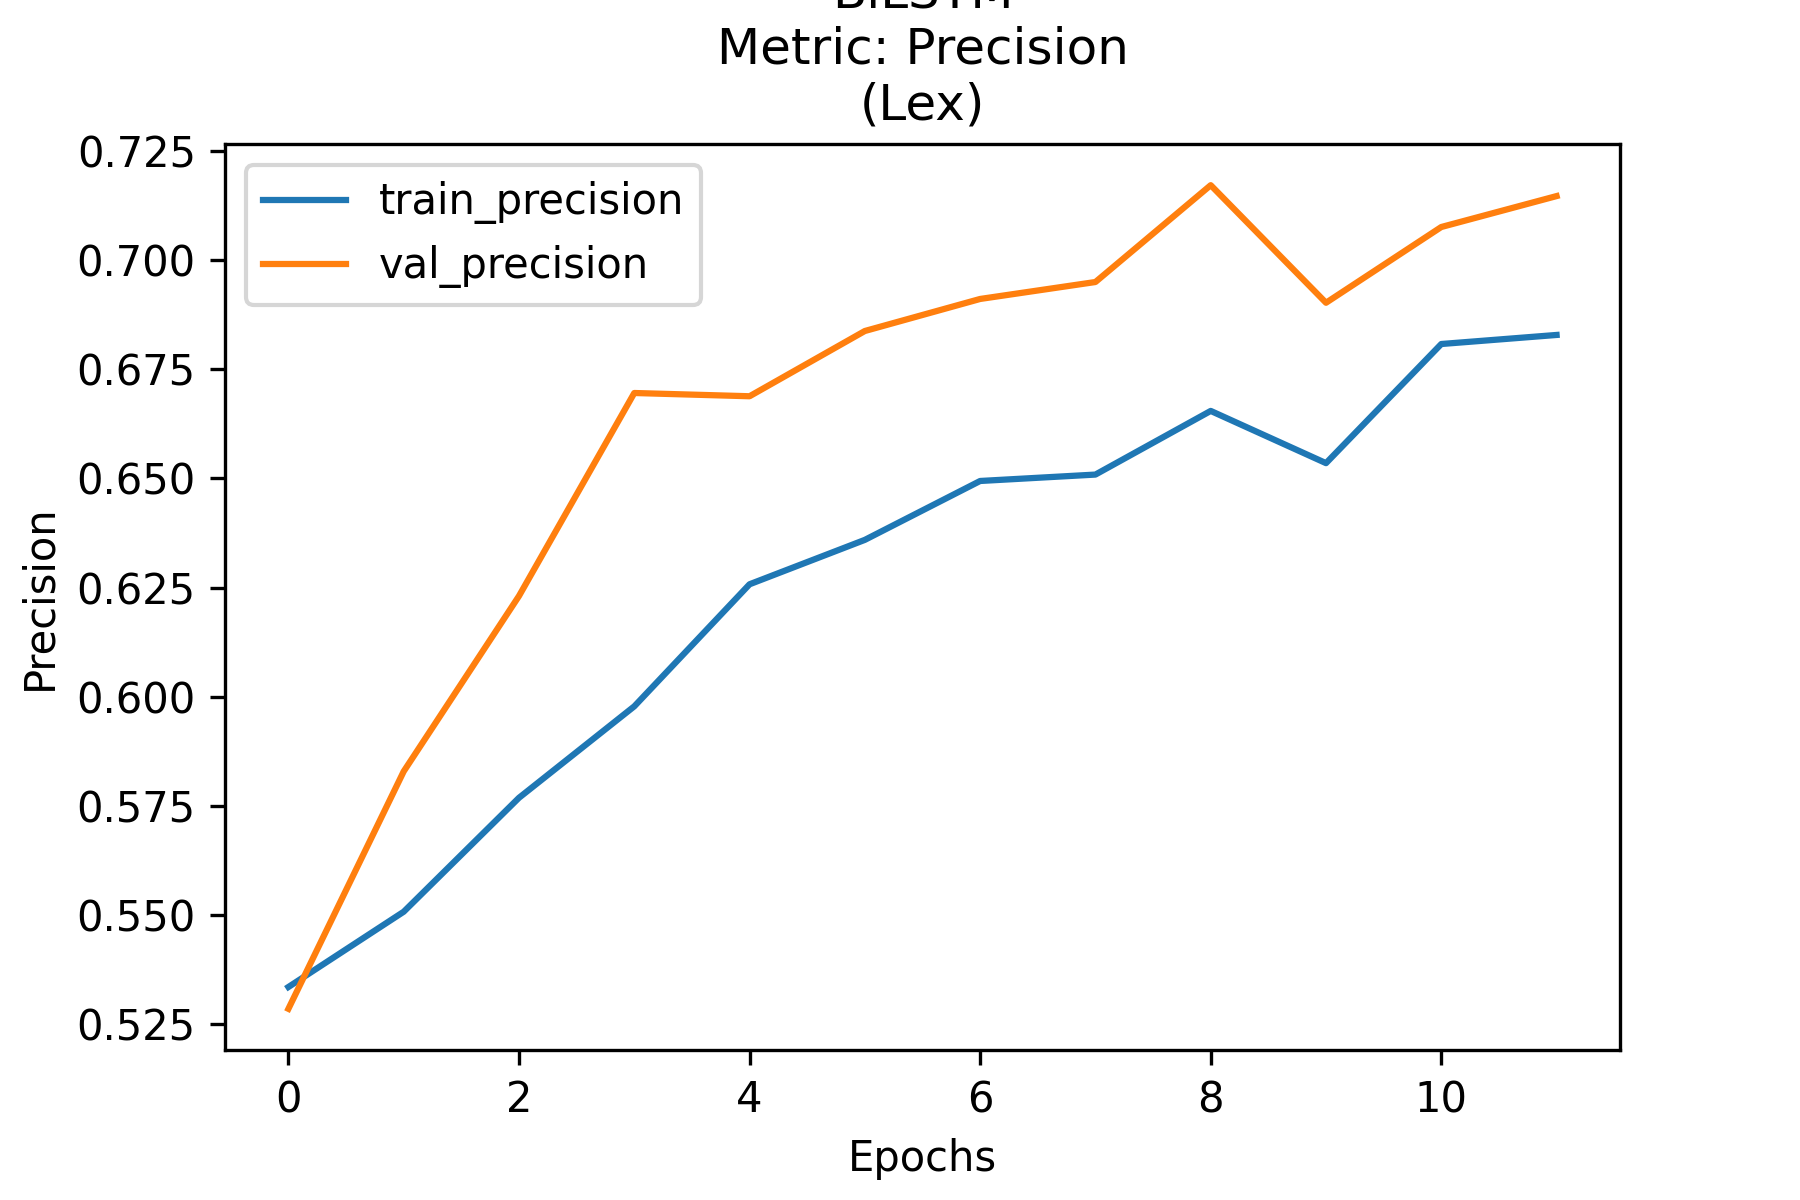 BiLSTM
Metric: Precision
(Lex)
0.725
0.700
0.675
0.650
0.625
0.600
0.575
0.550
0.525
train_precision
val_precision
Precision
0 2 4 6 8 10
Epochs